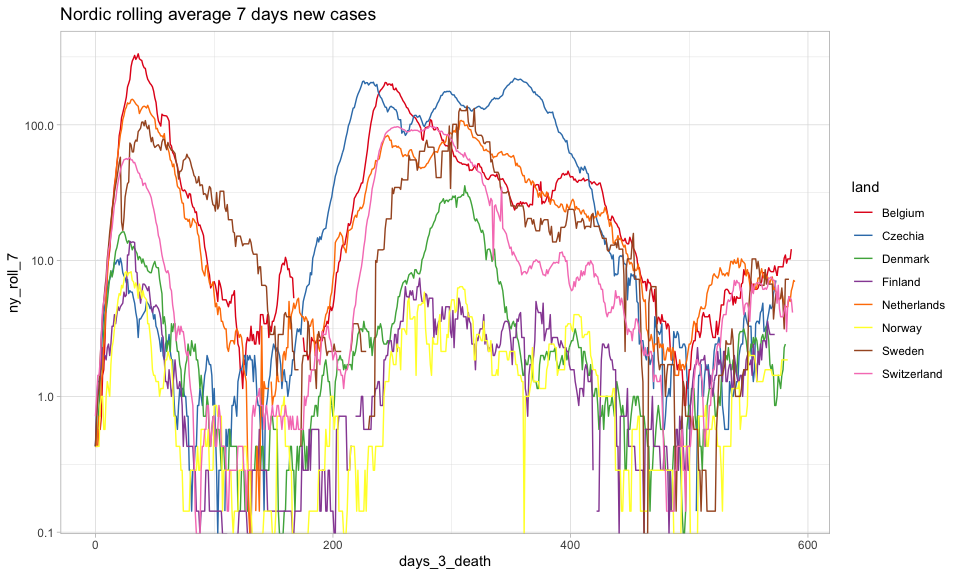 Nordic rolling average 7 days new cases
ny_roll_7
100.0
10.0
1.0
0.1
0
200
400
600
days_3_death
land
Belgium
Czechia
Denmark
Finland
Netherlands
Norway
Sweden
Switzerland